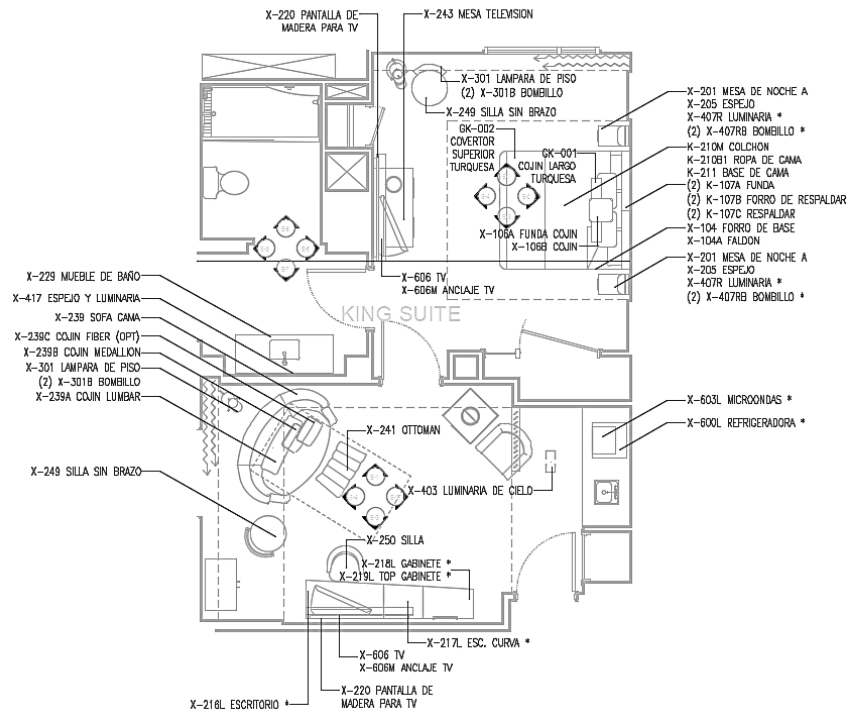 X-220 PANTALLA DE
MADERA PARA TV
X-243 MESA TELEVISION
X-301 LAMPARA DE PISO
(2) X-301B BOMBILLO
X-249 SILLA SIN BRAZO
GK-002
COVERTOR
SUPERIOR
TURQUESA
GK-001
COJIN LARGO
TURQUESA
X-106A FUNDA COJIN
X-106B COJIN
X-201 MESA DE NOCHE A
X-205 ESPEJO
X-407R LUMINARIA *
(2) X-407RB BOMBILLO *
K-210M COLCHON
K-210B1 ROPA DE CAMA
K-211 BASE DE CAMA
(2) K-107A FUNDA
(2) K-107B FORRO DE RESPALDAR
(2) K-107C RESPALDAR
X-104 FORRO DE BASE
X-104A FALDON
X-201 MESA DE NOCHE A
X-205 ESPEJO
X-407R LUMINARIA *
(2) X-407RB BOMBILLO *
X-606 TV
X-606M ANCLAJE TV
KING SUITE
X-229 MUEBLE DE BAÑO
X-417 ESPEJO Y LUMINARIA
X-239 SOFA CAMA
X-239C COJIN FIBER (OPT)
X-239B COJIN MEDALLION
X-301 LAMPARA DE PISO
(2) X-301B BOMBILLO
X-239A COJIN LUMBAR
X-249 SILLA SIN BRAZO
X-241 OTTOMAN
X-403 LUMINARIA DE CIELO
X-603L MICROONDAS *
X-600L REFRIGERADORA *
X-250 SILLA
X-218L GABINETE *
X-219L TOP GABINETE *
X-217L ESC. CURVA *
X-606 TV
X-606M ANCLAJE TV
X-220 PANTALLA DE
MADERA PARA TV
X-216L ESCRITORIO *